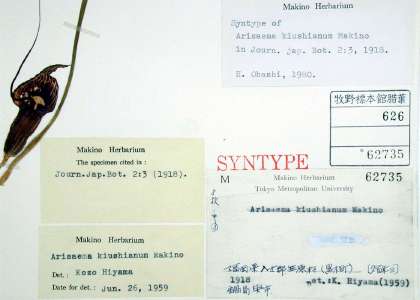 Makino Herbarium
Syntype of
Arisaema kiushianum Makino
in Journ. Jap. Bot. 2:3, 1918.
H. Ohashi, 1980.
牧野標本館腊葉
626
62735
Makino Herbarium
The specimen cited in :
Journ.Jap.Bot. 2:3 (1918).
SYNTYPE
M
Makino Herbarium
62735
Tokyo Metropolitan University
Arisaema kiushianum Makino
1918
Det.:K. Hiyama(1959)
Makino Herbarium
Arisaema kiushianum Makino
Det.: Kozo Hiyama
Date for det.: Jun. 26, 1959